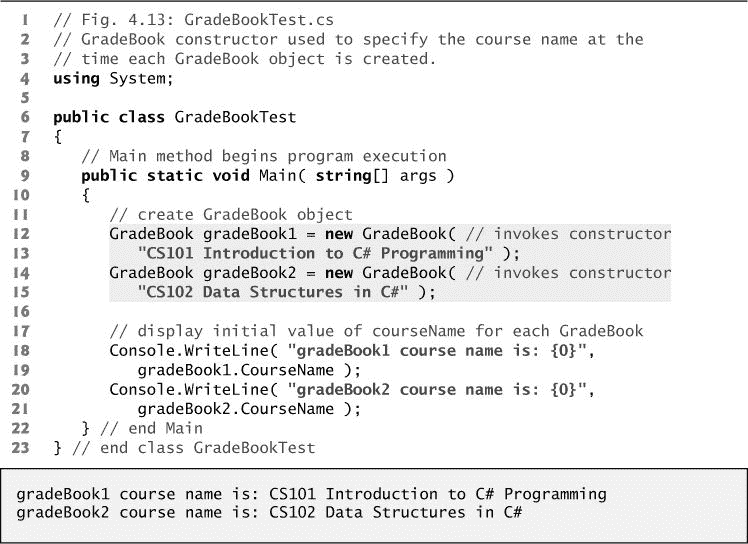 1 // Fig. 4.13: GradeBookTest.cs
2 // GradeBook constructor used to specify the course name at the
3 // time each GradeBook object is created.
4 using System;
5
6 public class GradeBookTest
7 {
8 // Main method begins program execution
9 public static void Main( string[] args )
10 {
11 // create GradeBook object
12 GradeBook gradeBook1 = new GradeBook( // invokes constructor
13 "CS101 Introduction to C# Programming" );
14 GradeBook gradeBook2 = new GradeBook( // invokes constructor
15 "CS102 Data Structures in C#" );
16
17 // display initial value of courseName for each GradeBook
18 Console.WriteLine( "gradeBook1 course name is: {0}",
19 gradeBook1.CourseName );
20 Console.WriteLine( "gradeBook2 course name is: {0}",
21 gradeBook2.CourseName );
22 } // end Main
23 } // end class GradeBookTest
gradeBook1 course name is: CS101 Introduction to C# Programming
gradeBook2 course name is: CS102 Data Structures in C#